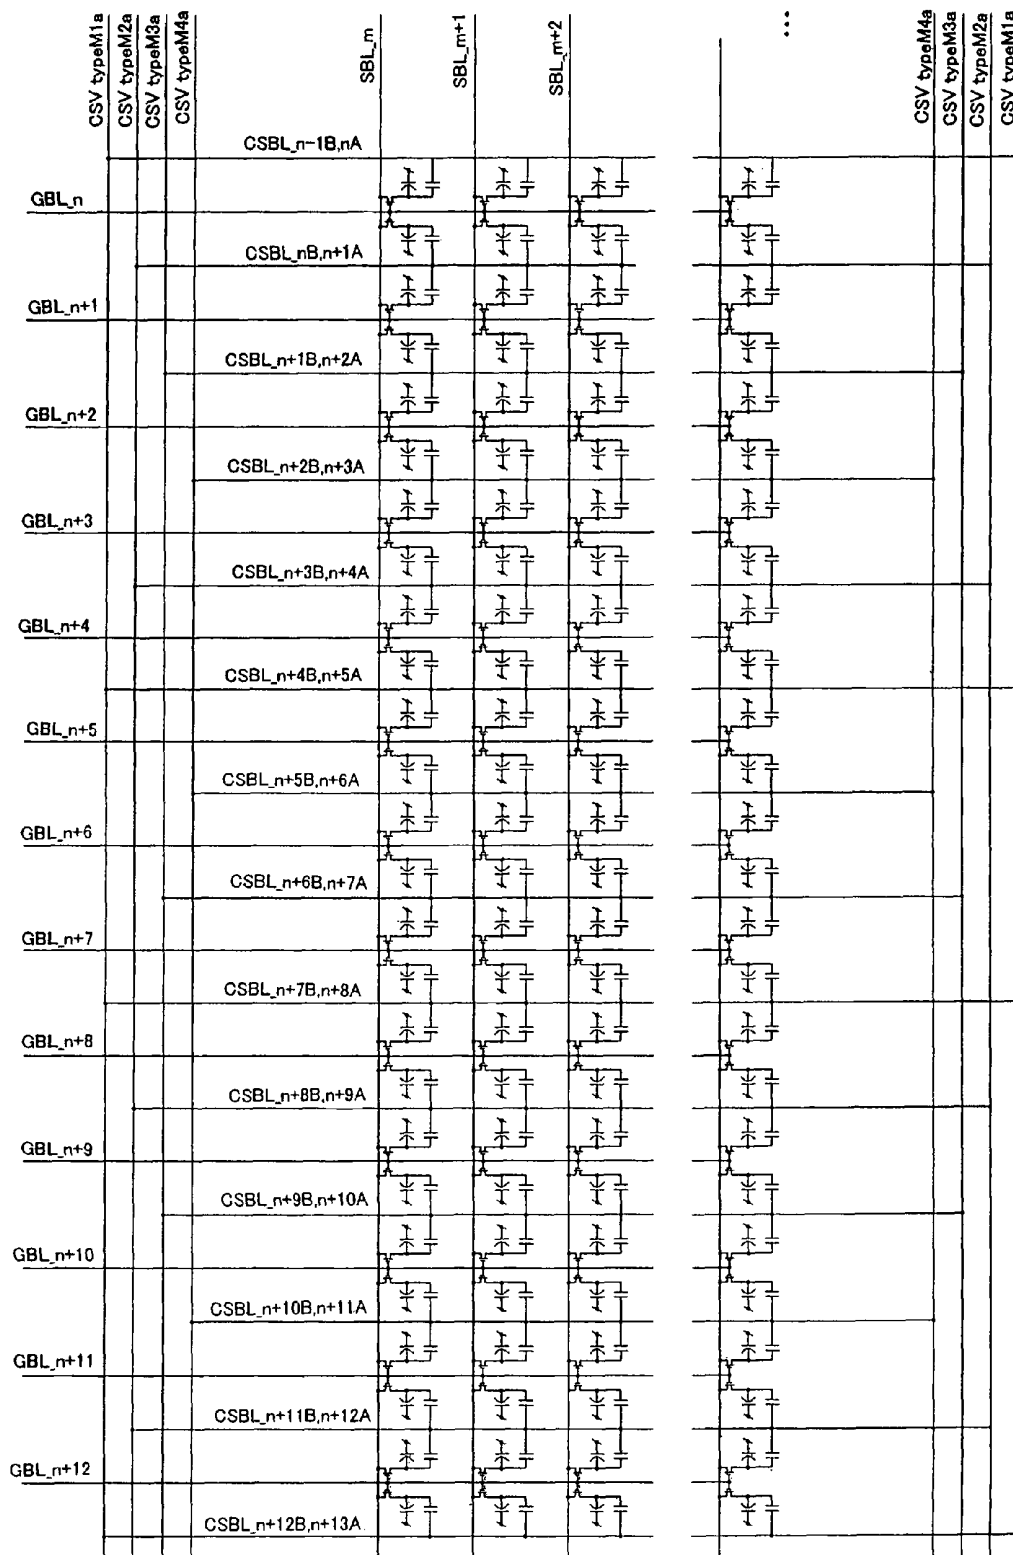 CSV typeM1a
CSV typeM2a
CSV typeM3a
CSV typeM4a
SBL_m
SBL_m+1
SBL_m+2
...
CSV typeM4a
CSV typeM3a
CSV typeM2a
CSV typeM1a
CSBL_n-1B,nA
GBL_n
CSBL_nB,n+1A
GBL_n+1
CSBL_n+1B,n+2A
GBL_n+2
CSBL_n+2B,n+3A
GBL_n+3
CSBL_n+3B,n+4A
GBL_n+4
CSBL_n+4B,n+5A
GBL_n+5
CSBL_n+5B,n+6A
GBL_n+6
CSBL_n+6B,n+7A
GBL_n+7
CSBL_n+7B,n+8A
GBL_n+8
CSBL_n+8B,n+9A
GBL_n+9
CSBL_n+9B,n+10A
GBL_n+10
CSBL_n+10B,n+11A
GBL_n+11
CSBL_n+11B,n+12A
GBL_n+12
CSBL_n+12B,n+13A